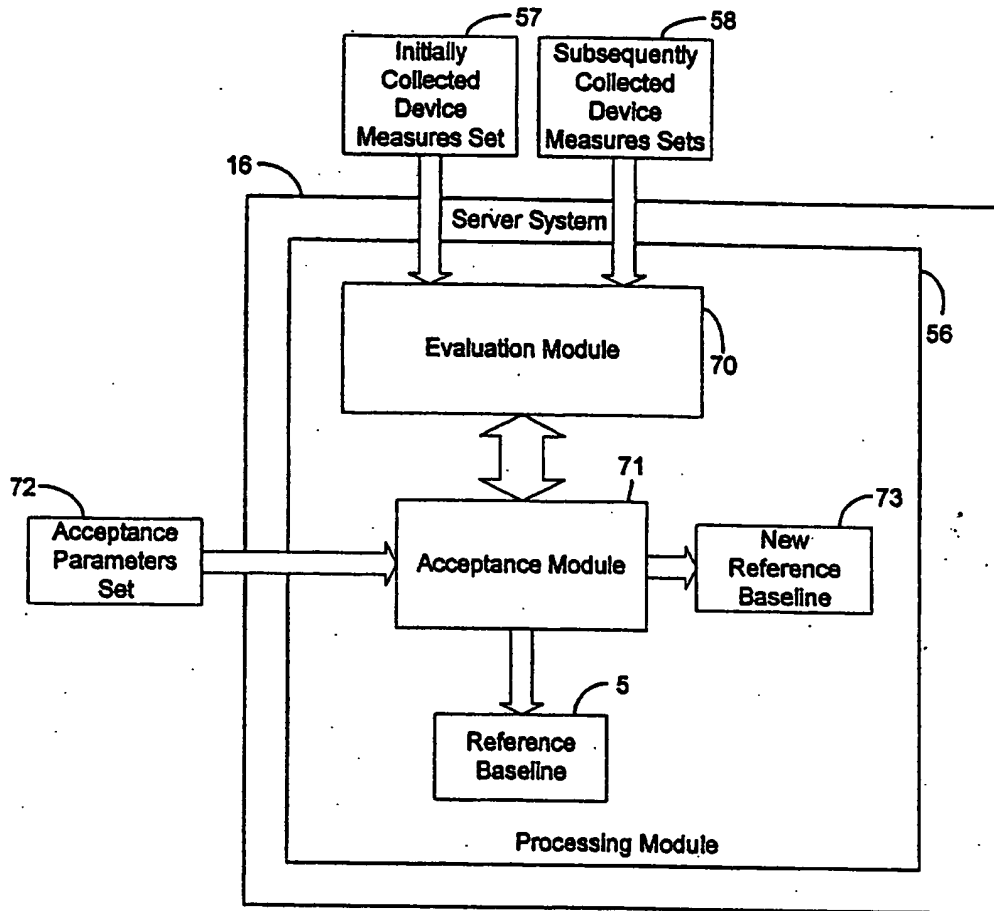 57
58
Initially
Collected
Device
Measures Set
Subsequently
Collected
Device
Measures Sets
16
Server System
56
Evaluation Module
70
71
72
73
Acceptance
Parameters
Set
Acceptance Module
New
Reference
Baseline
5
Reference
Baseline
Processing Module